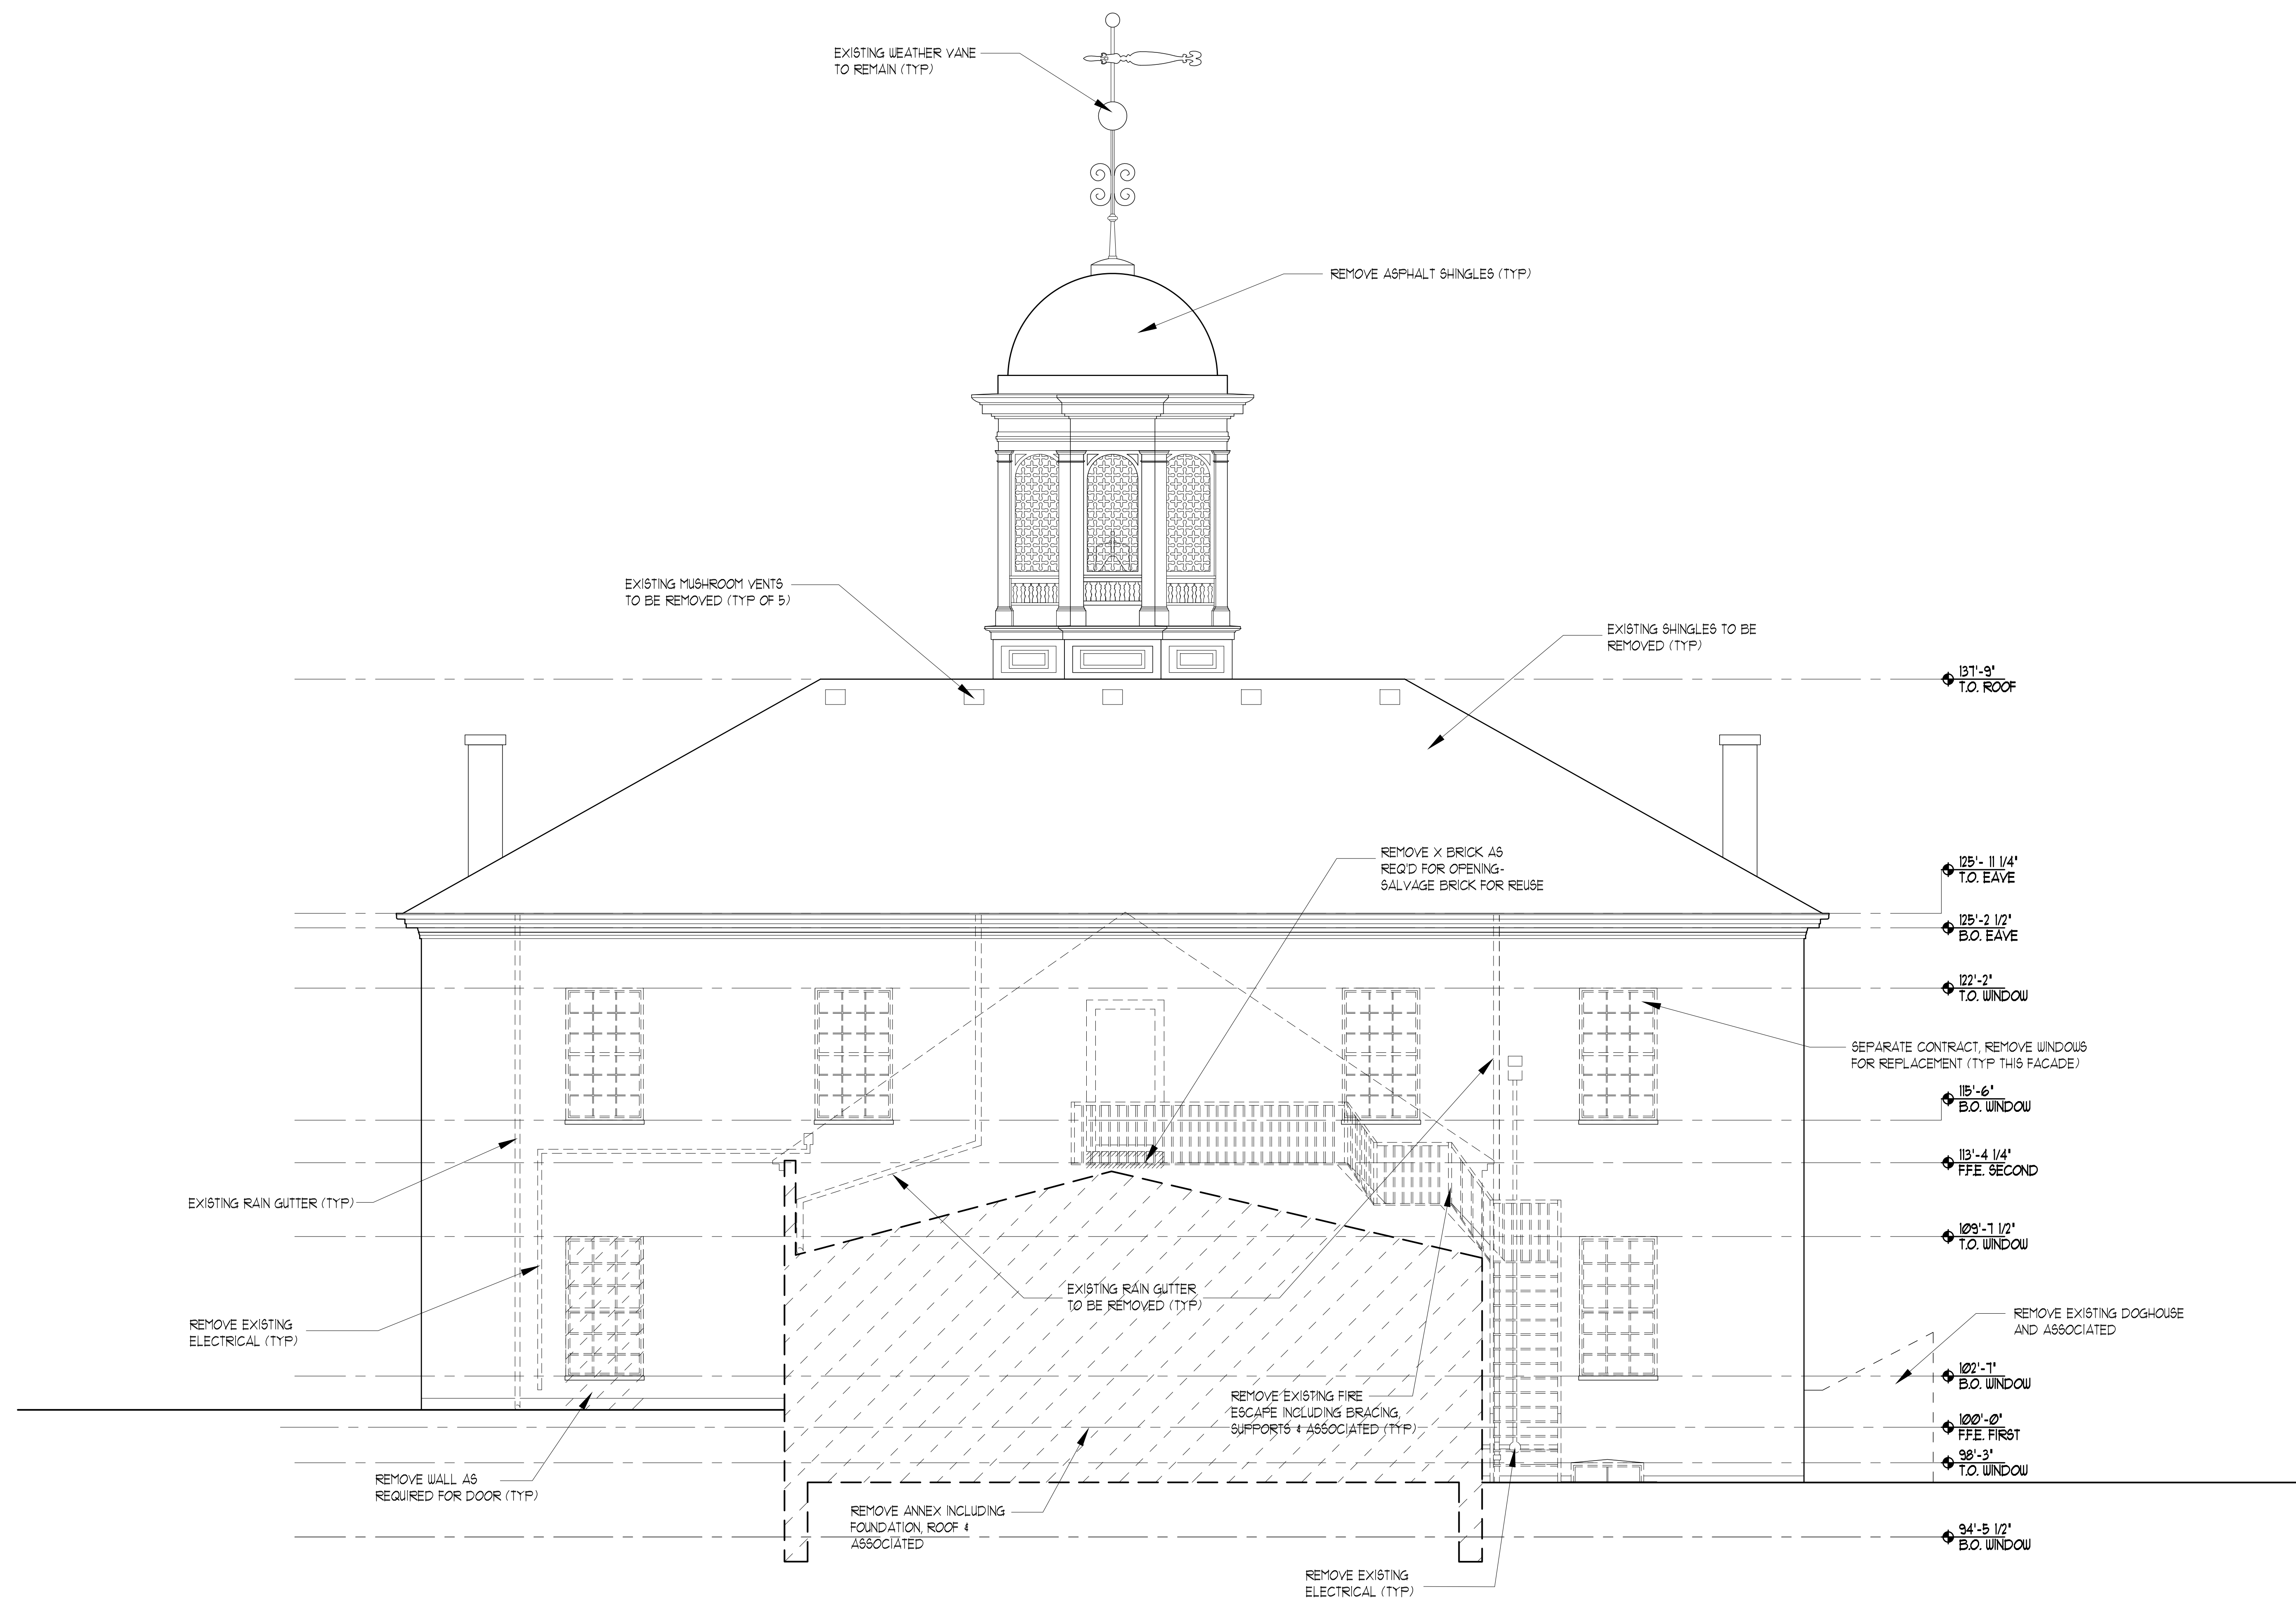 EXISTING WEATHER VANE
TO REMAIN (TYP)
REMOVE ASPHALT SHINGLES (TYP)
EXISTING MUSHROOM VENTS
TO BE REMOVED (TYP OF 5)
EXISTING SHINGLES TO BE
REMOVED (TYP)
137'-9"
T.O. ROOF
REMOVE X BRICK AS
REQ'D FOR OPENING-
SALVAGE BRICK FOR REUSE
125'- 11 1/4"
T.O. EAVE
125'-2 1/2"
B.O. EAVE
122'-2"
T.O. WINDOW
SEPARATE CONTRACT, REMOVE WINDOWS
FOR REPLACEMENT (TYP THIS FACADE)
115'-6"
B.O. WINDOW
113'-4 1/4"
F.F.E. SECOND
EXISTING RAIN GUTTER (TYP)
109'-7 1/2"
T.O. WINDOW
EXISTING RAIN GUTTER
TO BE REMOVED (TYP)
REMOVE EXISTING
ELECTRICAL (TYP)
REMOVE EXISTING DOGHOUSE
AND ASSOCIATED
102'-7"
B.O. WINDOW
REMOVE EXISTING FIRE
ESCAPE INCLUDING BRACING,
SUPPORTS & ASSOCIATED (TYP)
100'-0"
F.F.E. FIRST
98'-3"
T.O. WINDOW
REMOVE WALL AS
REQUIRED FOR DOOR (TYP)
REMOVE ANNEX INCLUDING
FOUNDATION, ROOF &
ASSOCIATED
94'-5 1/2"
B.O. WINDOW
REMOVE EXISTING
ELECTRICAL (TYP)